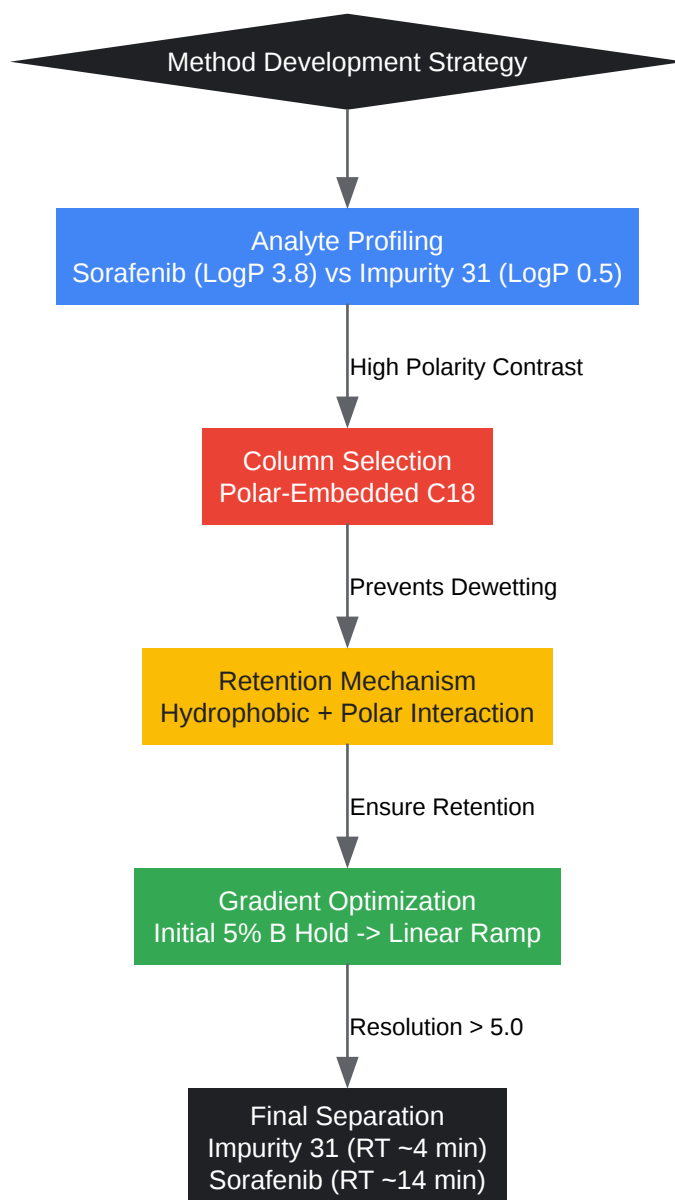 Method Development Strategy
Analyte Profiling
Sorafenib (LogP 3.8) vs Impurity 31 (LogP 0.5)
High Polarity Contrast
Column Selection
Polar-Embedded C18
Prevents Dewetting
Retention Mechanism
Hydrophobic + Polar Interaction
Ensure Retention
Gradient Optimization
Initial 5% B Hold -> Linear Ramp
Resolution > 5.0
Final Separation
Impurity 31 (RT ~4 min)
Sorafenib (RT ~14 min)